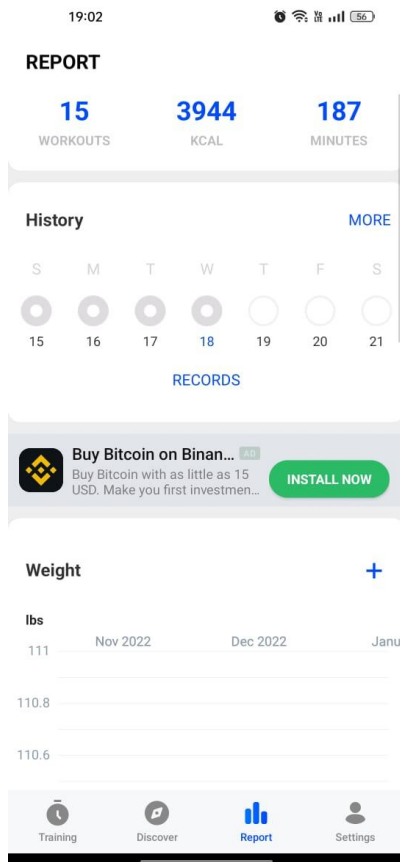 19:02
Vo
LTE
56
REPORT
15
3944
187
WORKOUTS
KCAL
MINUTES
History
MORE
S M T W T F S
15 16 17 18 19 20 21
RECORDS
Buy Bitcoin on Binan... AD
Buy Bitcoin with as little as 15
USD. Make you first investmen...
INSTALL NOW
Weight
+
lbs
Nov 2022
Dec 2022
Janu
111
110.8
110.6
Training
Discover
Report
Settings